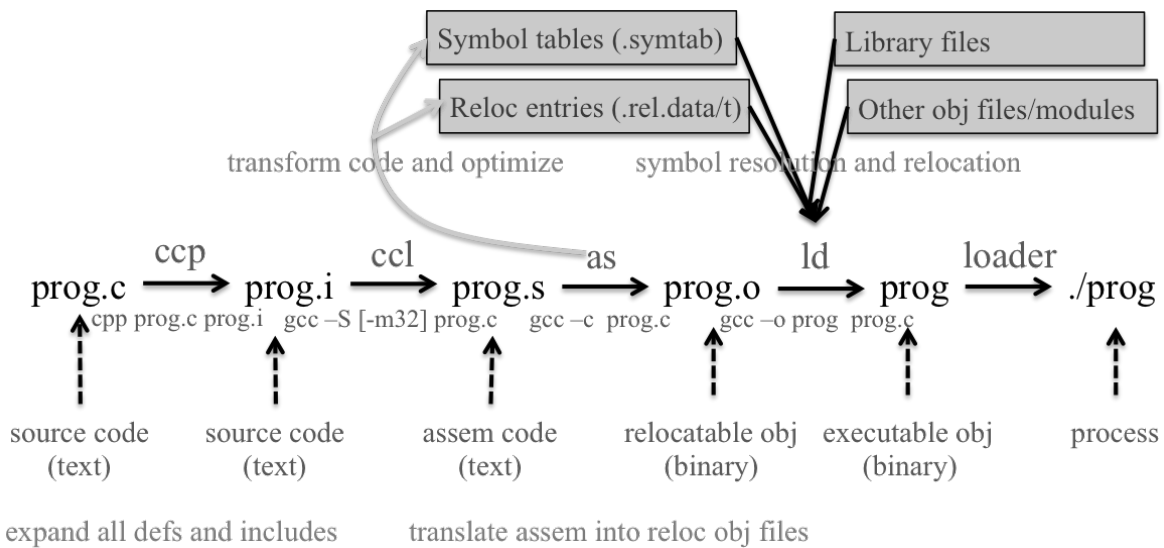 Symbol tables (.symtab)
Library files
Reloc entries (.rel.data/t)
Other obj files/modules
transform code and optimize
symbol resolution and relocation
ccp
ccl
as
ld
loader
prog.c
prog.i
prog.s
prog.o
prog
./prog
cpp prog.c prog.i
gcc –S [-m32] prog.c
gcc –c prog.c
gcc –o prog prog.c
source code
(text)
source code
(text)
assem code
(text)
relocatable obj
(binary)
executable obj
(binary)
process
expand all defs and includes
translate assem into reloc obj files